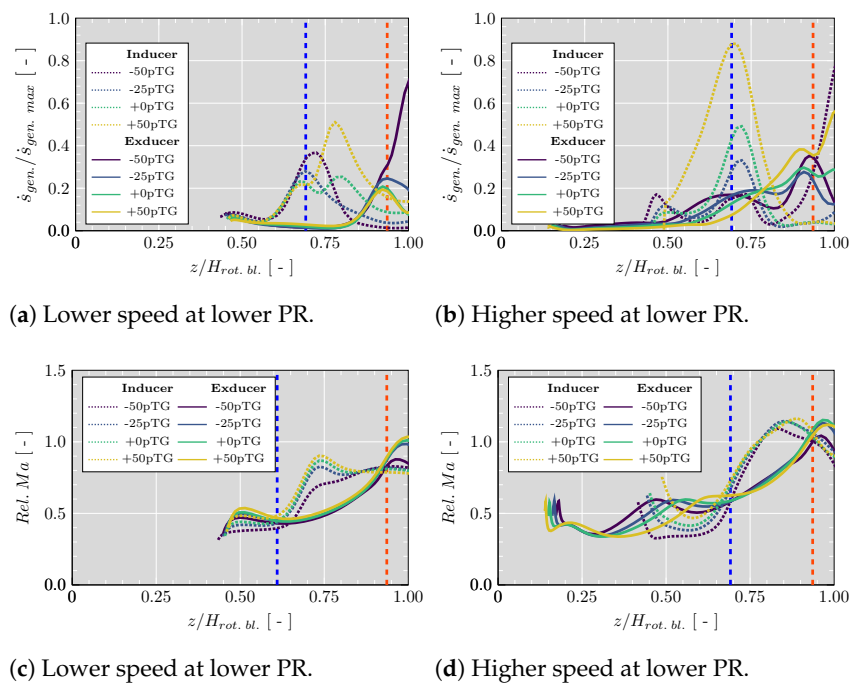 ṡgen./ṡgen. max [ - ]
1
0.8
0.6
0.4
0.2
0.0
0
0.25
0.50
0.75
1.00
z/Hrot. bl. [ - ]
Inducer
-50pTG
-25pTG
+0pTG
+50pTG
Exducer
-50pTG
-25pTG
+0pTG
+50pTG
(a) Lower speed at lower PR.
ṡgen./ṡgen. max [ - ]
1
0.8
0.6
0.4
0.2
0.0
0
0.25
0.50
0.75
1.00
z/Hrot. bl. [ - ]
Inducer
-50pTG
-25pTG
+0pTG
+50pTG
Exducer
-50pTG
-25pTG
+0pTG
+50pTG
(b) Higher speed at lower PR.
Rel. Ma [ - ]
1.5
1.0
0.5
0.0
0
0.25
0.50
0.75
1.00
z/Hrot. bl. [ - ]
Inducer Exducer
-50pTG -50pTG
-25pTG -25pTG
+0pTG +0pTG
+50pTG +50pTG
(c) Lower speed at lower PR.
Rel. Ma [ - ]
1.5
1.0
0.5
0.0
0
0.25
0.50
0.75
1.00
z/Hrot. bl. [ - ]
Inducer Exducer
-50pTG -50pTG
-25pTG -25pTG
+0pTG +0pTG
+50pTG +50pTG
(d) Higher speed at lower PR.